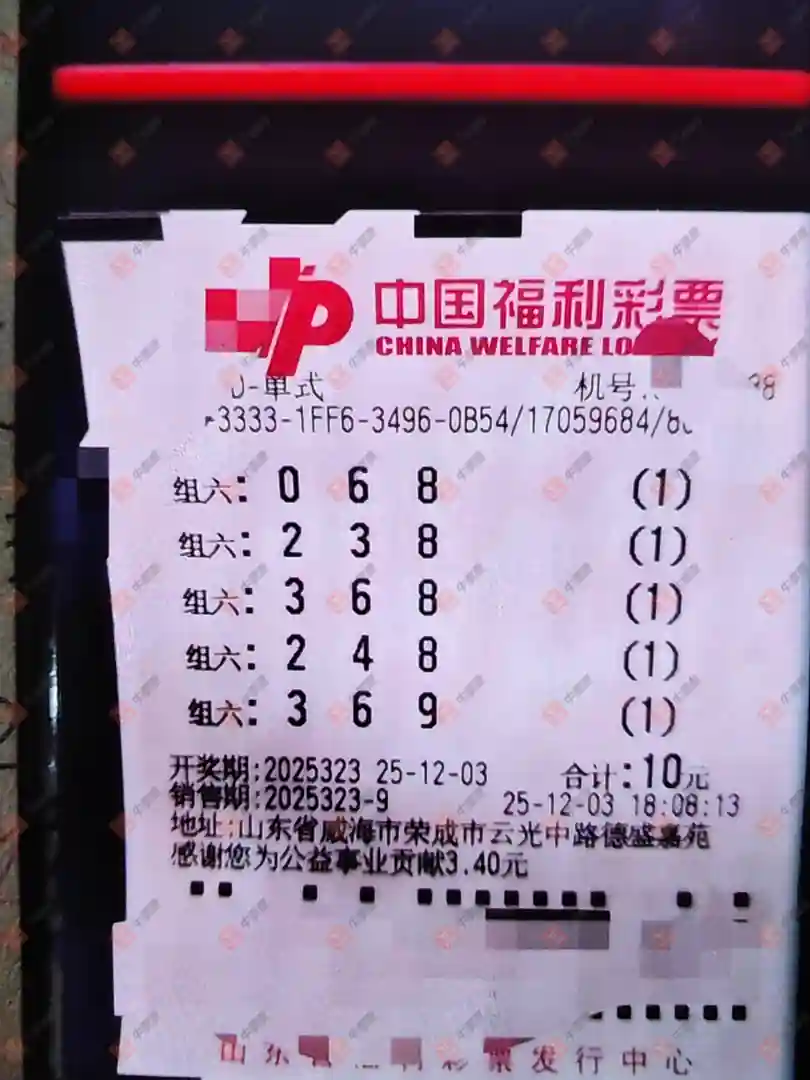 中国福利彩票
CHINA WELFARE LO
-单式 机号
3333-1FF6-3496-0B54/17059684/8
组六: 0 6 8 (1)
组六: 2 3 8 (1)
组六: 3 6 8 (1)
组六: 2 4 8 (1)
组六: 3 6 9 (1)
开奖期:2025323 25-12-03 合计:10元
销售期:2025323-9 25-12-03 18:08:13
地址:山东省威海市荣成市云光中路德盛嘉苑
感谢您为公益事业贡献3.40元
山东 彩票发行中心